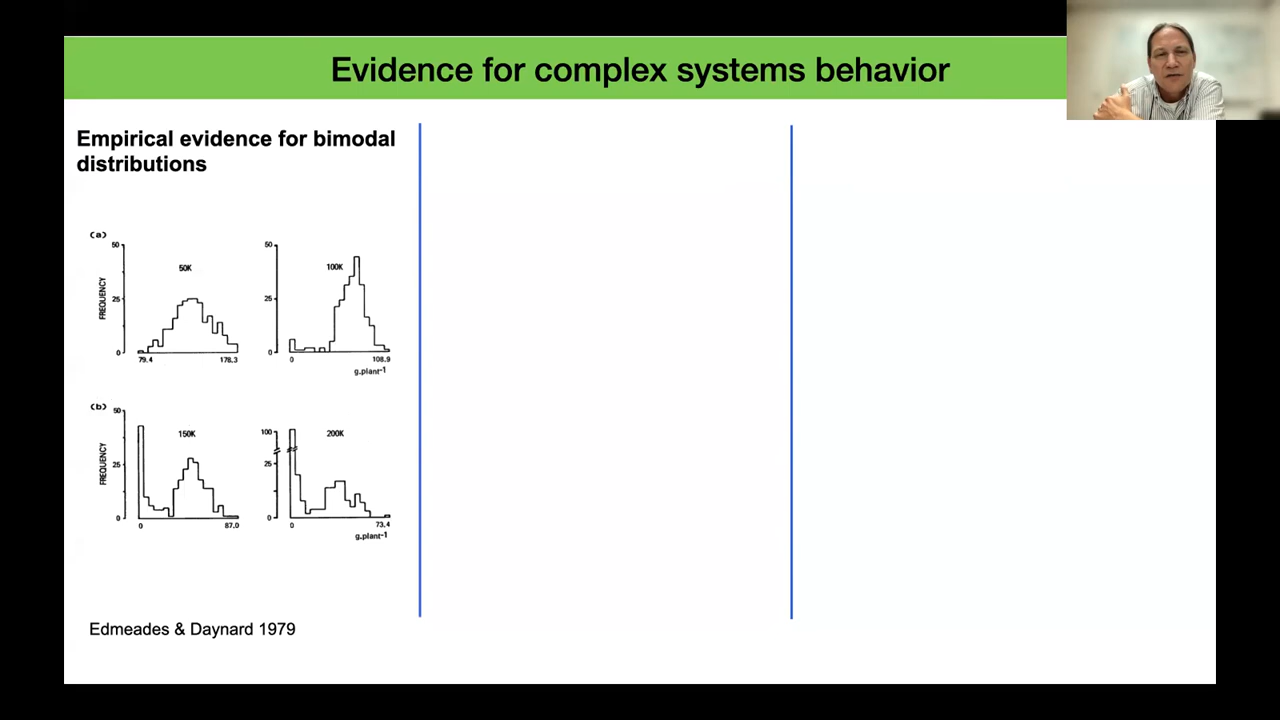 Evidence for complex systems behavior
Empirical evidence for bimodal
distributions
(a)
50
25
0
FREQUENCY
50K
79.4
178.3
50
25
0
100K
0
108.9
g.plant-1
(b)
50
25
0
FREQUENCY
150K
0
87.0
100
25
0
200K
0
73.4
g.plant-1
Edmeades & Daynard 1979